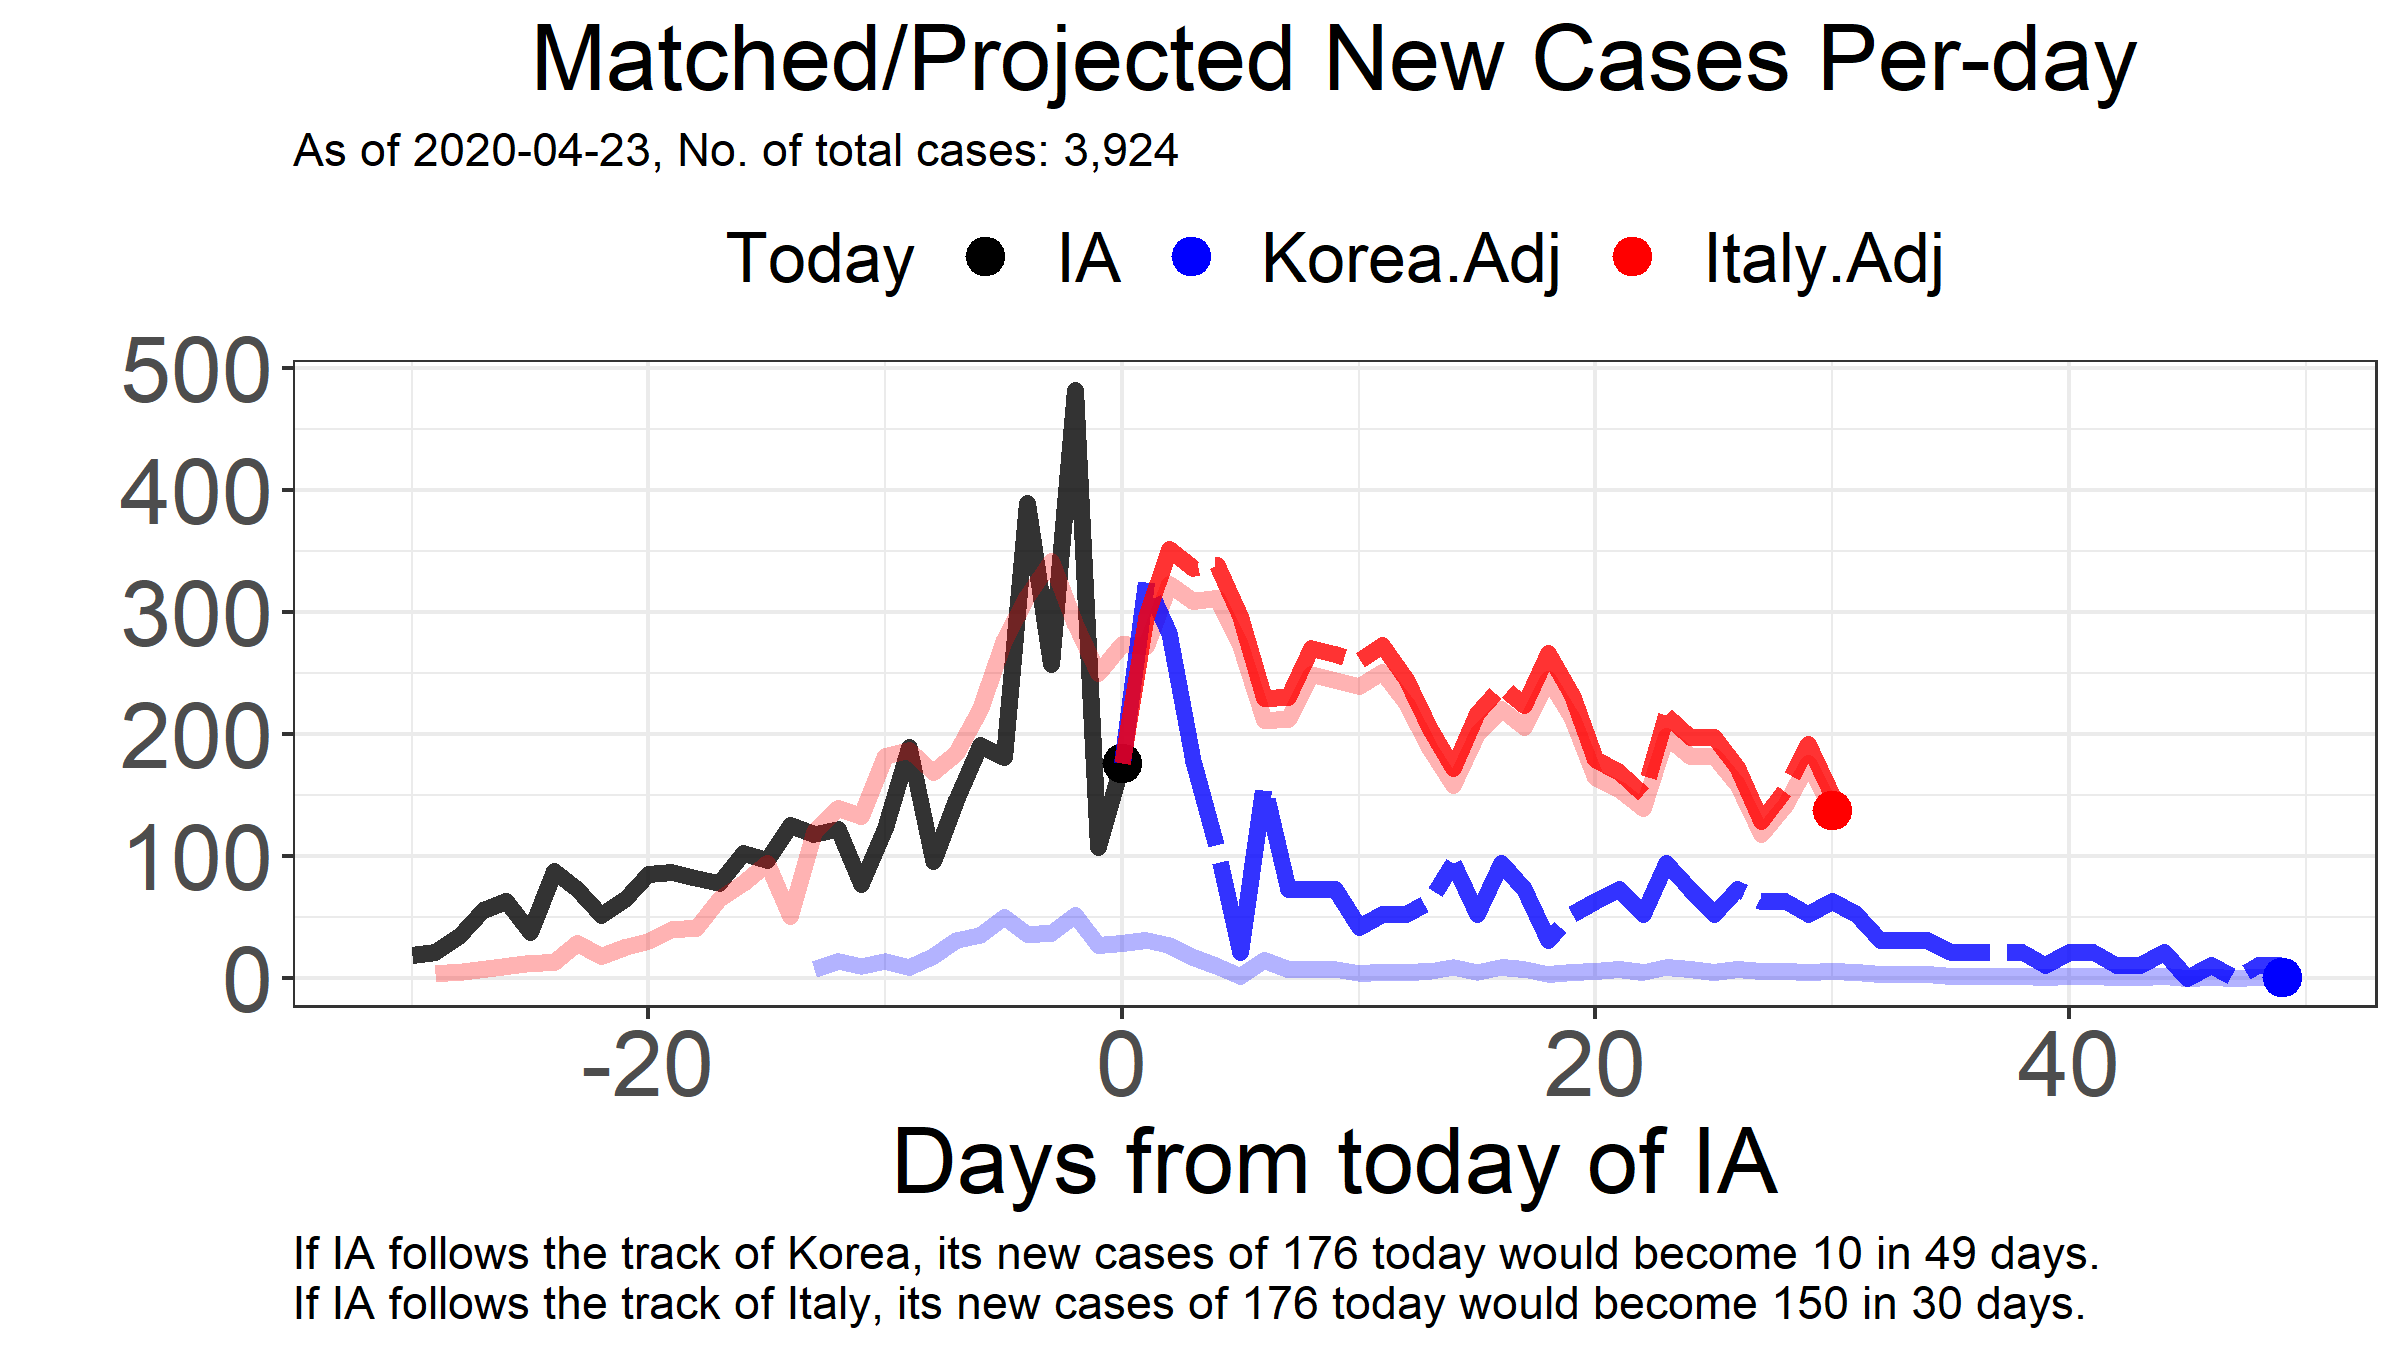 Matched/Projected New Cases Per-day
As of 2020-04-23, No. of total cases: 3,924
Today IA Korea.Adj Italy.Adj
500
400
300
200
100
0
-20 0 20 40
Days from today of IA
If IA follows the track of Korea, its new cases of 176 today would become 10 in 49 days.
If IA follows the track of Italy, its new cases of 176 today would become 150 in 30 days.